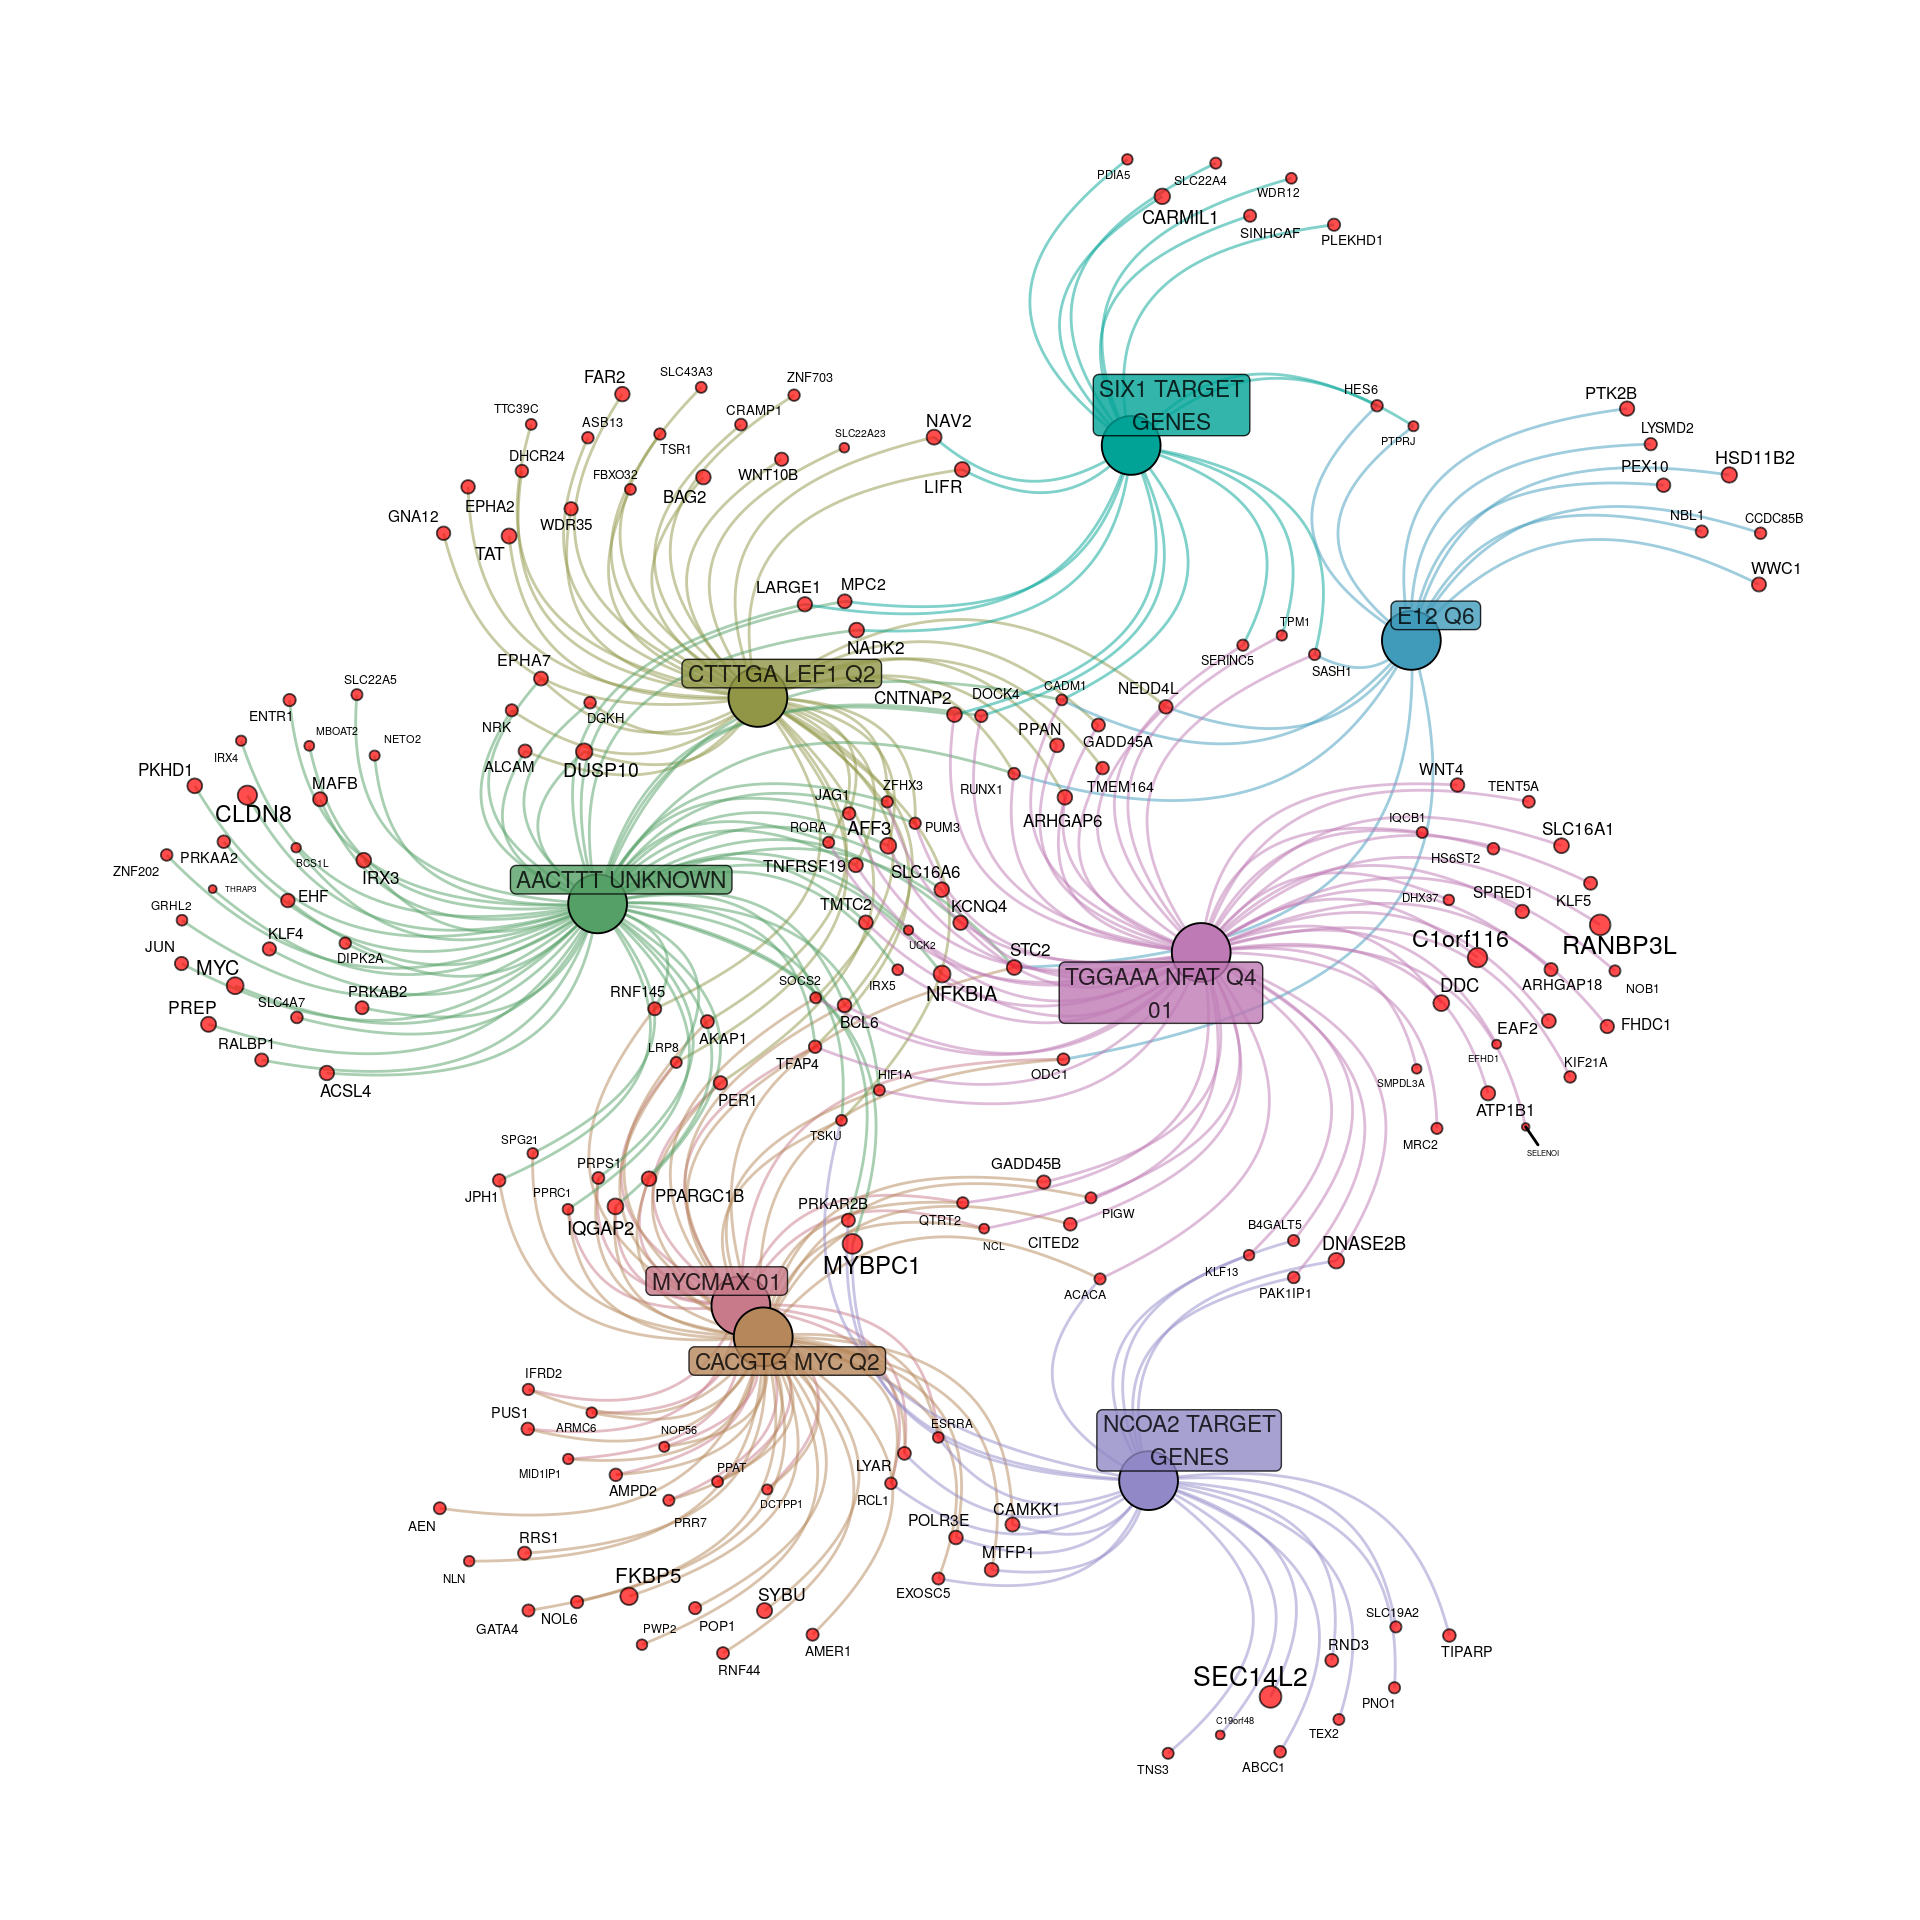 PDIA5
SLC22A4
WDR12
CARMIL1
SINHCAF
PLEKHD1
SIX1 TARGET
GENES
HES6
PTPRJ
PTK2B
LYSMD2
HSD11B2
PEX10
NBL1
CCDC85B
WWC1
E12 Q6
FAR2
SLC43A3
ZNF703
TTC39C
ASB13
CRAMP1
NAV2
TSR1
SLC22A23
DHCR24
FBXO32
WNT10B
LIFR
EPHA2
BAG2
GNA12
WDR35
TAT
LARGE1
MPC2
NADK2
TPM1
SERINC5
SASH1
EPHA7
CTTTGA LEF1 Q2
CNTNAP2
DOCK4
CADM1
NEDD4L
SLC22A5
ENTR1
NRK
DGKH
PPAN
GADD45A
MBOAT2
NETO2
IRX4
PKHD1
ALCAM
DUSP10
MAFB
CLDN8
JAG1
ZFHX3
RUNX1
TMEM164
WNT4
TENT5A
RORA
AFF3
PUM3
ARHGAP6
IQCB1
SLC16A1
PRKAA2
BCS1L
ZNF202
IRX3
TNFRSF19
SLC16A6
HS6ST2
THRAP3
EHF
AACTTT UNKNOWN
DHX37
SPRED1
KLF5
GRHL2
TMTC2
KCNQ4
KLF4
JUN
DIPK2A
UCK2
STC2
C1orf116
RANBP3L
MYC
TGGAAA NFAT Q4
01
PREP
SLC4A7
PRKAB2
RNF145
SOCS2
IRX5
NFKBIA
DDC
ARHGAP18
NOB1
RALBP1
LRP8
AKAP1
BCL6
EAF2
FHDC1
TFAP4
HIF1A
ODC1
EFHD1
KIF21A
ACSL4
PER1
SMPDL3A
ATP1B1
SPG21
TSKU
MRC2
SELENOI
JPH1
PRPS1
PPRC1
PPARGC1B
GADD45B
PRKAR2B
IQGAP2
QTRT2
PIGW
NCL
CITED2
B4GALT5
DNASE2B
MYBPC1
KLF13
PAK1IP1
MYCMAX 01
ACACA
CACGTG MYC Q2
IFRD2
PUS1
ARMC6
NOP56
ESRRA
NCOA2 TARGET
GENES
MID1IP1
PPAT
LYAR
AMPD2
DCTPP1
RCL1
AEN
PRR7
POLR3E
CAMKK1
RRS1
MTFP1
NLN
FKBP5
SYBU
EXOSC5
GATA4
NOL6
PWP2
POP1
RNF44
AMER1
SLC19A2
RND3
TIPARP
SEC14L2
PNO1
C19orf48
TEX2
TNS3
ABCC1